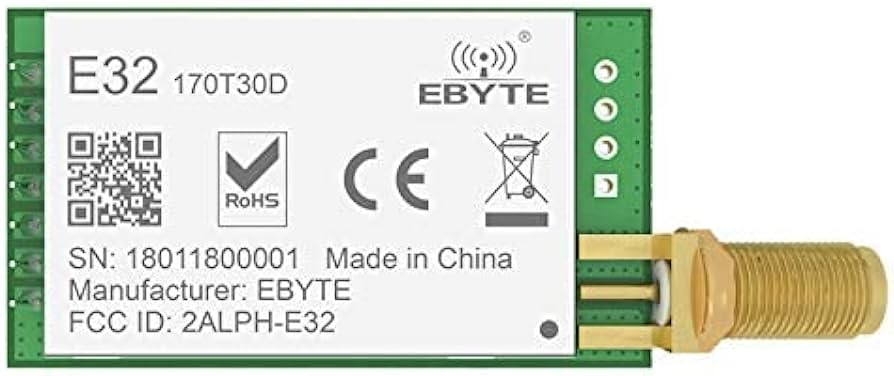 E32 170T30D
EBYTE®
RoHS
CE
SN: 18011800001 Made in China
Manufacturer: EBYTE
FCC ID: 2ALPH-E32